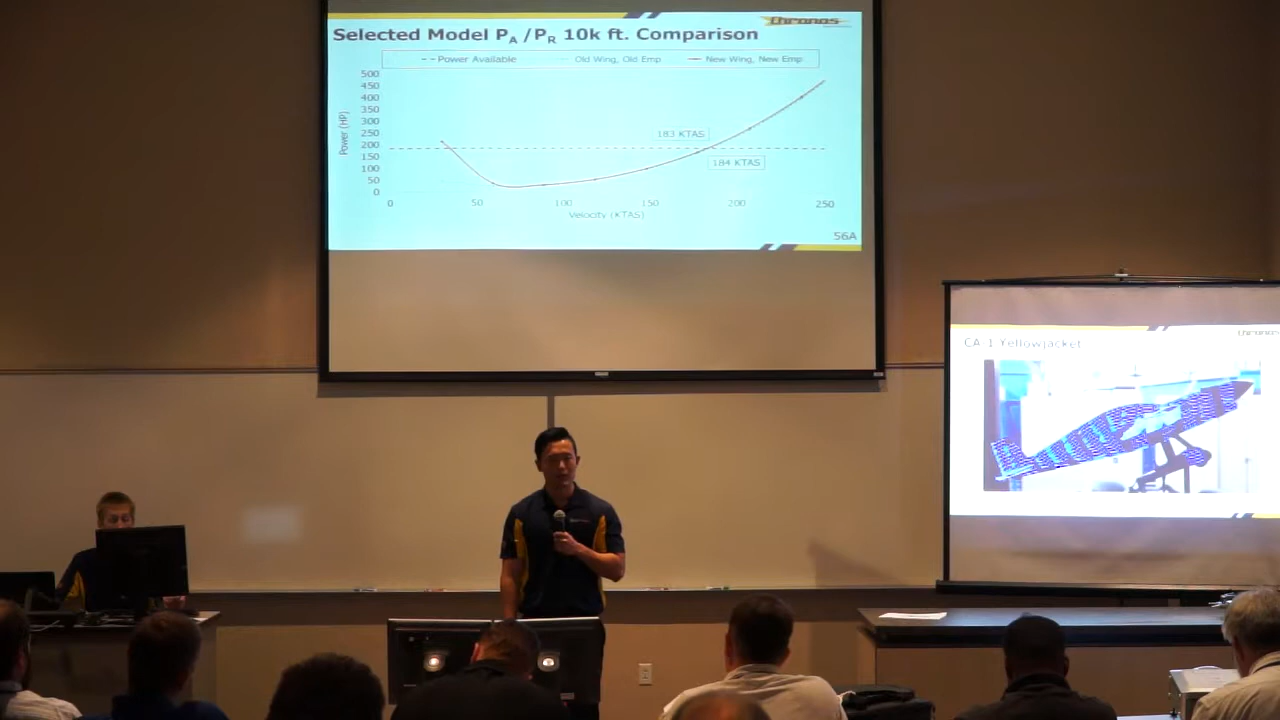 Chronos
Selected Model PA /PR 10k ft. Comparison
Power Available
Old Wing, Old Emp
New Wing, New Emp
500
450
400
350
300
250
200
150
100
50
0
Power (HP)
183 KTAS
184 KTAS
0 50 100 150 200 250
Velocity (KTAS)
56A
CA-1 Yellowjacket